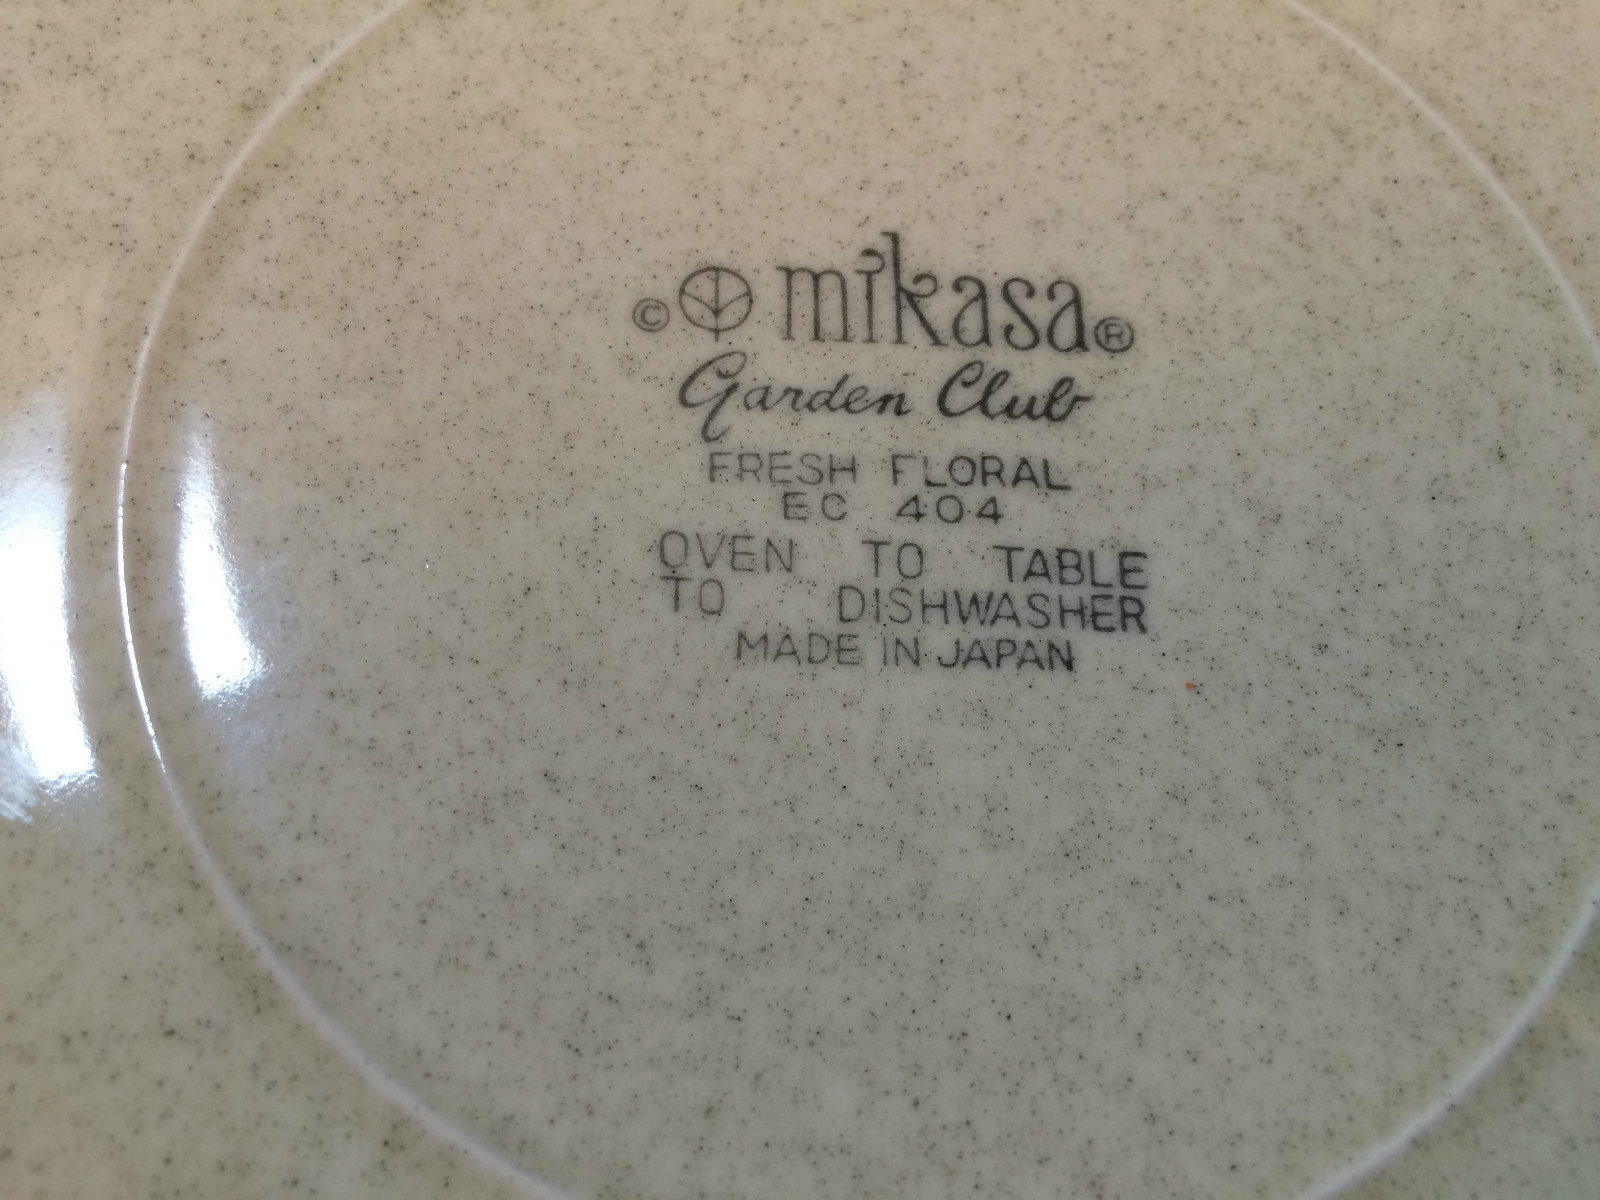 © mikasa®
Garden Club
FRESH FLORAL
EC 404
OVEN TO TABLE
TO DISHWASHER
MADE IN JAPAN